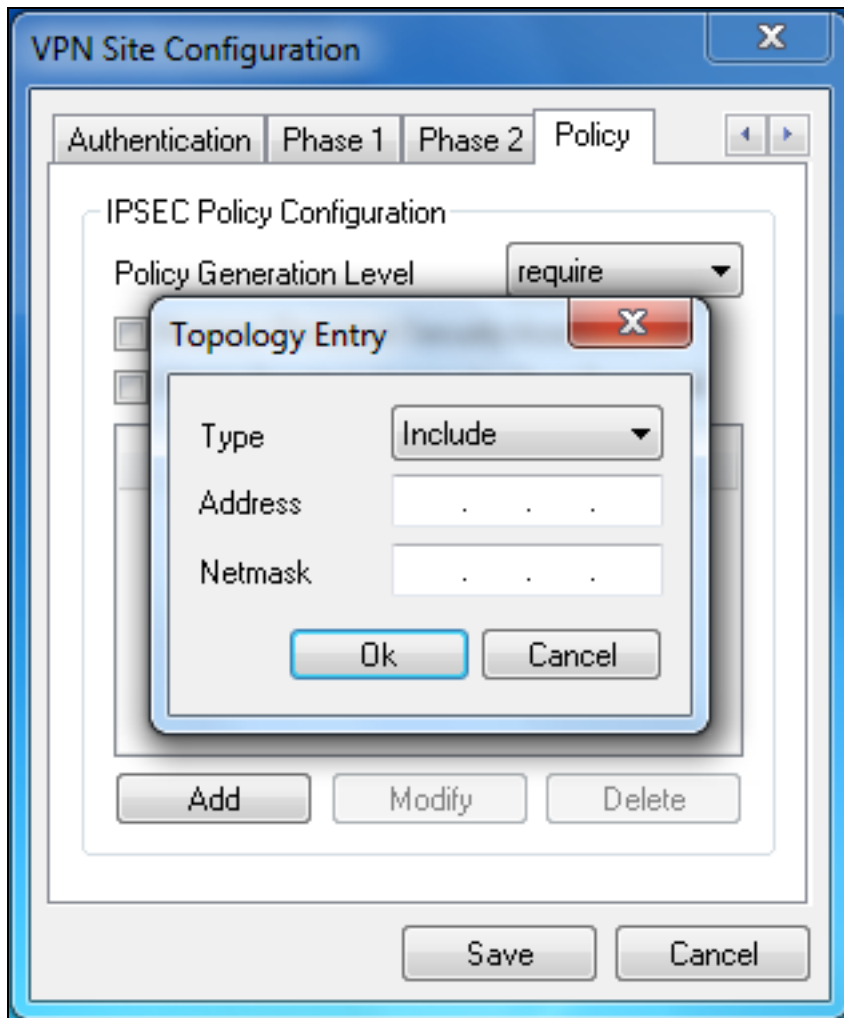 VPN Site Configuration
Authentication Phase 1 Phase 2 Policy
IPSEC Policy Configuration
Policy Generation Level require
Topology Entry
Type Include
Address . . .
Netmask . . .
Ok Cancel
Add Modify Delete
Save Cancel